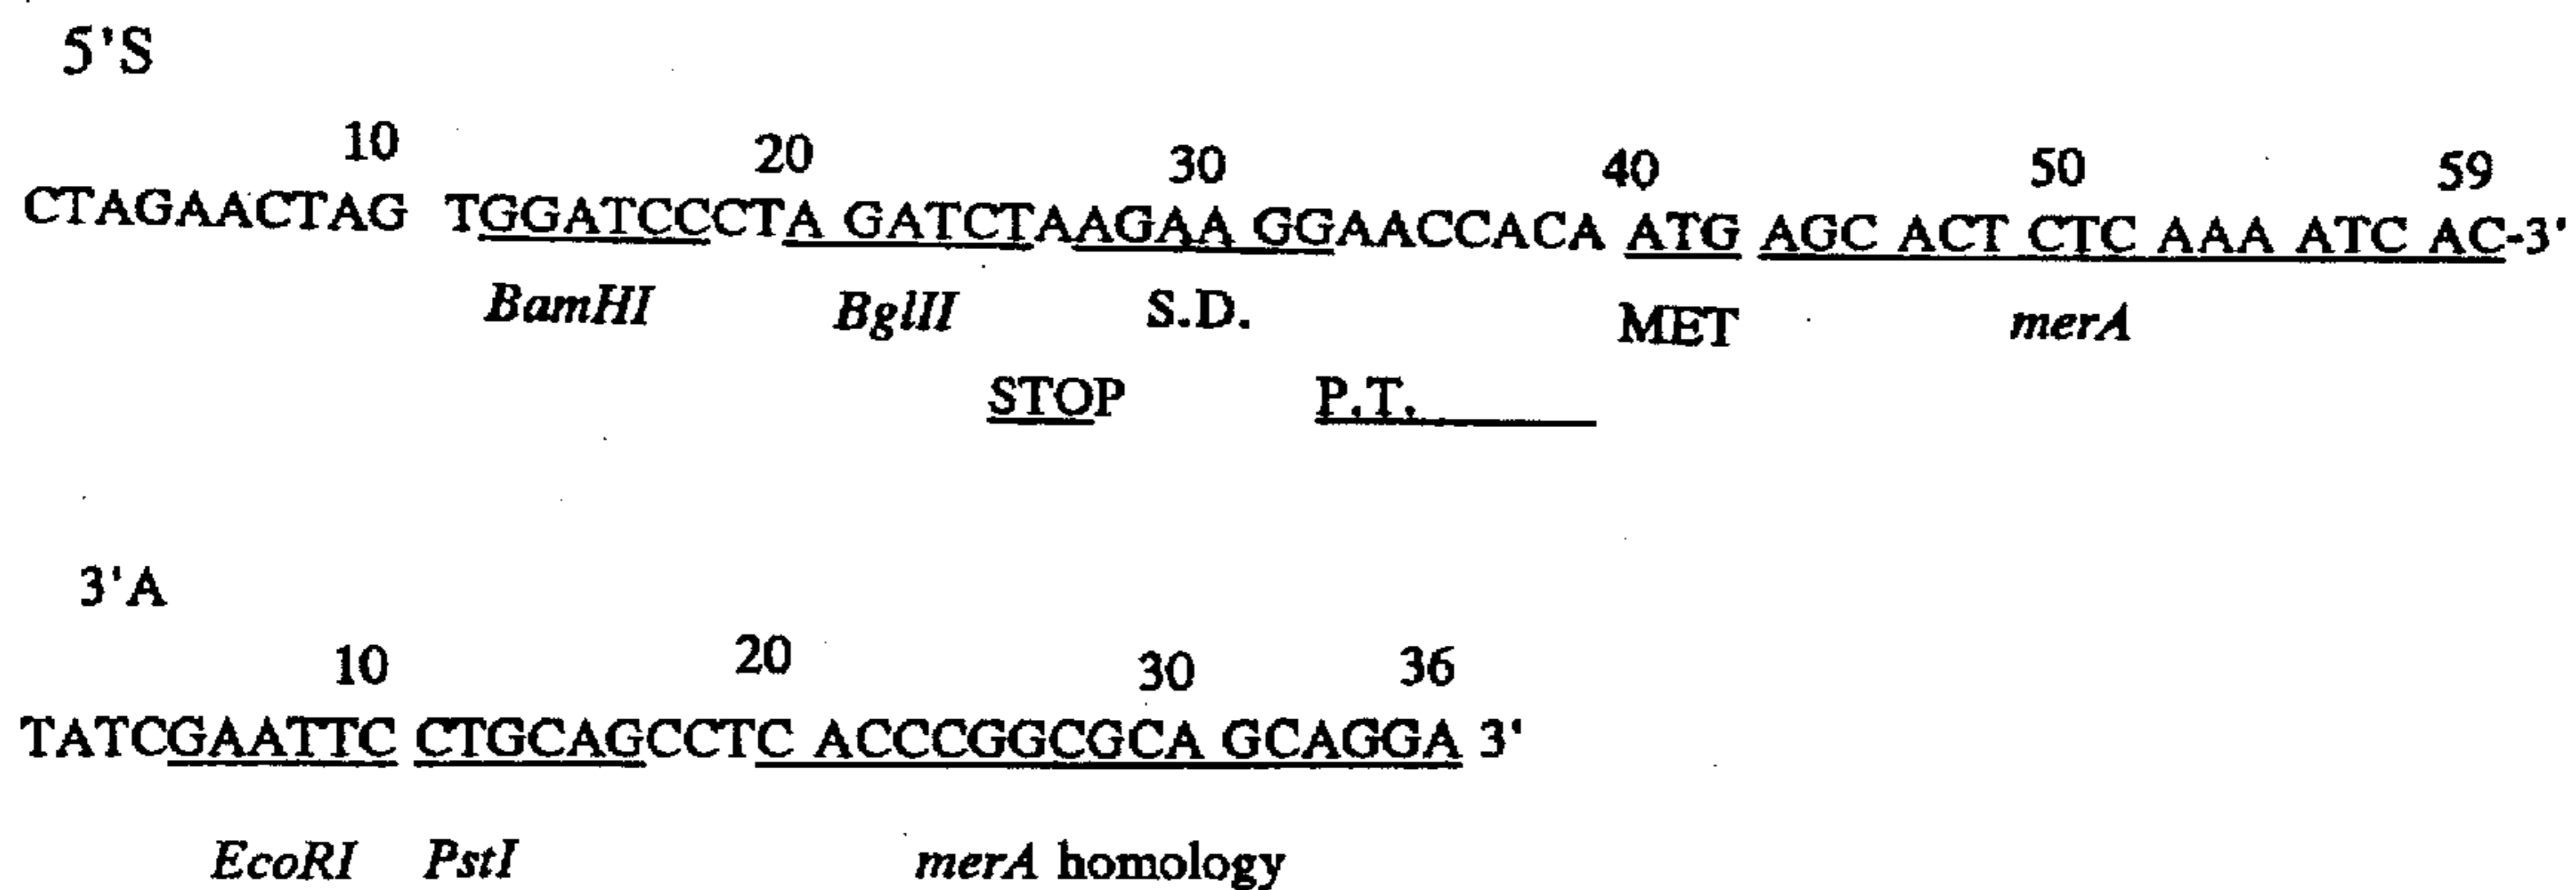 5'S
10 20 30 40 50 59
CTAGAACTAG TGGATCCCTA GATCTAAGAA GGAACCACA ATG AGC ACT CTC AAA ATC AC-3'
BamHI BglII S.D. MET merA
STOP P.T.
3'A
10 20 30 36
TATCGAATTC CTGCAGCCTC ACCCGGCGCA GCAGGA 3'
EcoRI PstI merA homology